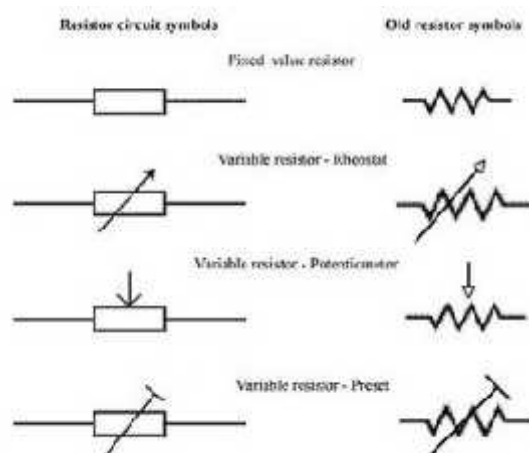 Resistor circuit symbols
Old resistor symbols
Fixed value resistor
Variable resistor - Rheostat
Variable resistor - Potentiometer
Variable resistor - Preset